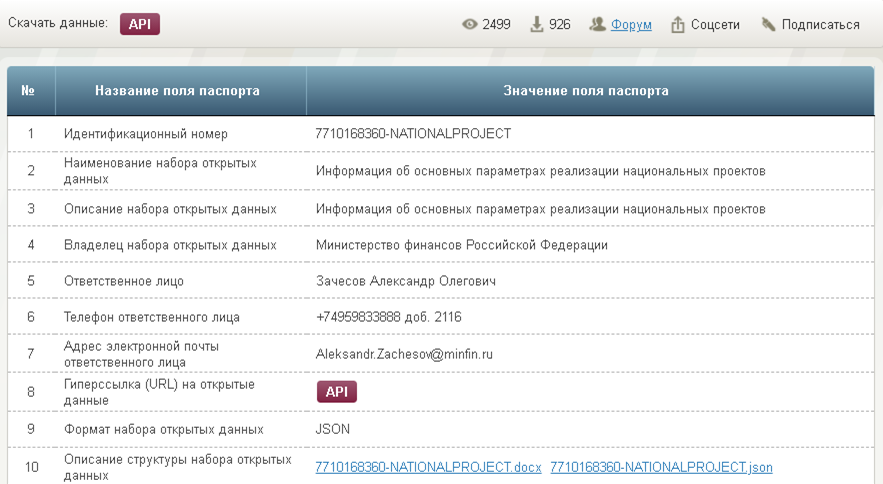 Скачать данные: API 2499 926 Форум Соцсети Подписаться
№ Название поля паспорта Значение поля паспорта
1 Идентификационный номер 7710168360-NATIONALPROJECT
2 Наименование набора открытых
данных Информация об основных параметрах реализации национальных проектов
3 Описание набора открытых данных Информация об основных параметрах реализации национальных проектов
4 Владелец набора открытых данных Министерство финансов Российской Федерации
5 Ответственное лицо Зачесов Александр Олегович
6 Телефон ответственного лица +74959833888 доб. 2116
7 Адрес электронной почты
ответственного лица Aleksandr.Zachesov@minfin.ru
8 Гиперссылка (URL) на открытые
данные API
9 Формат набора открытых данных JSON
10 Описание структуры набора открытых
данных 7710168360-NATIONALPROJECT.docx 7710168360-NATIONALPROJECT.json